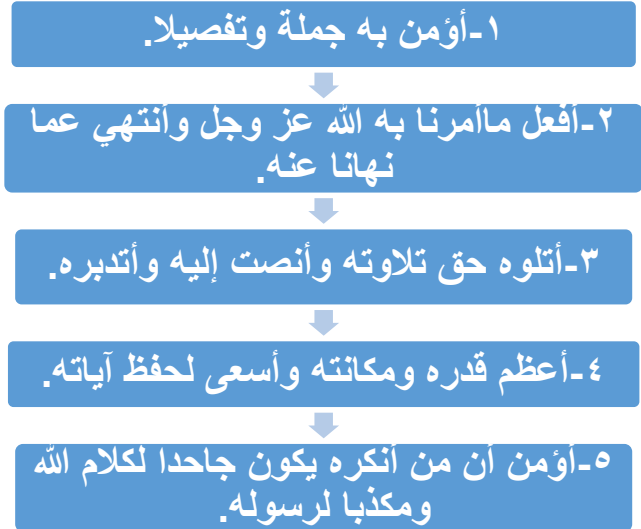 ١-أؤمن به جملة وتفصيلا.
٢-أفعل ماأمرنا به الله عز وجل وأنتهي عما
نهانا عنه.
٣-أتلوه حق تلاوته وأنصت إليه وأتدبره.
٤-أعظم قدره ومكانته وأسعى لحفظ آياته.
٥-أؤمن أن من أنكره يكون جاحدا لكلام الله
ومكذبا لرسوله.